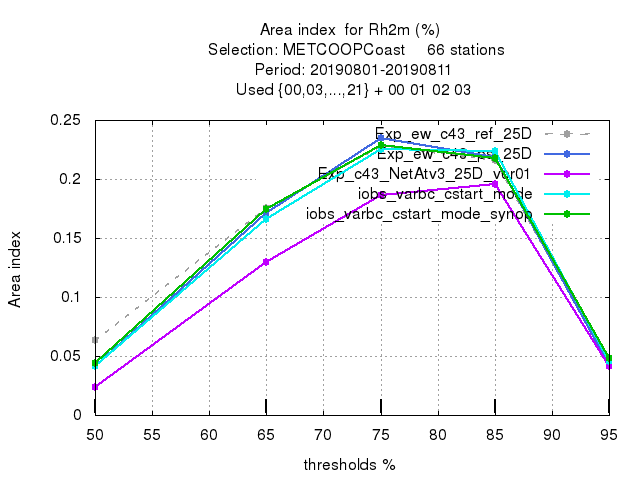 Area index  for Rh2m (%)
Selection: METCOOPCoast     66 stations
Period: 20190801-20190811
Used {00,03,...,21} + 00 01 02 03
0.25
0.2
0.15
0.1
0.05
0
Area index
Exp_ew_c43_ref_25D
25D
Exp_c43_NetAtv3_25D_
iobs_varbc_cstart_mode
iobs_varbc_cstart_mode_synop
50 55 60 65 70 75 80 85 90 95
thresholds %